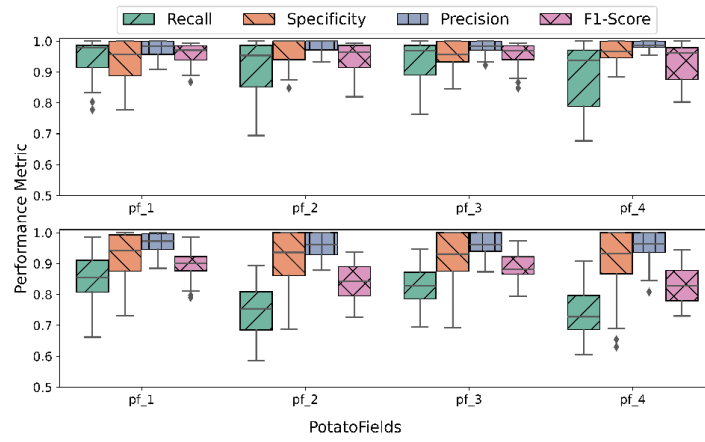 Recall Specificity Precision F1-Score
1.0
0.9
0.8
0.7
0.6
0.5
pf_1 pf_2 pf_3 pf_4
Performance Metric
1.0
0.9
0.8
0.7
0.6
0.5
pf_1 pf_2 pf_3 pf_4
PotatoFields